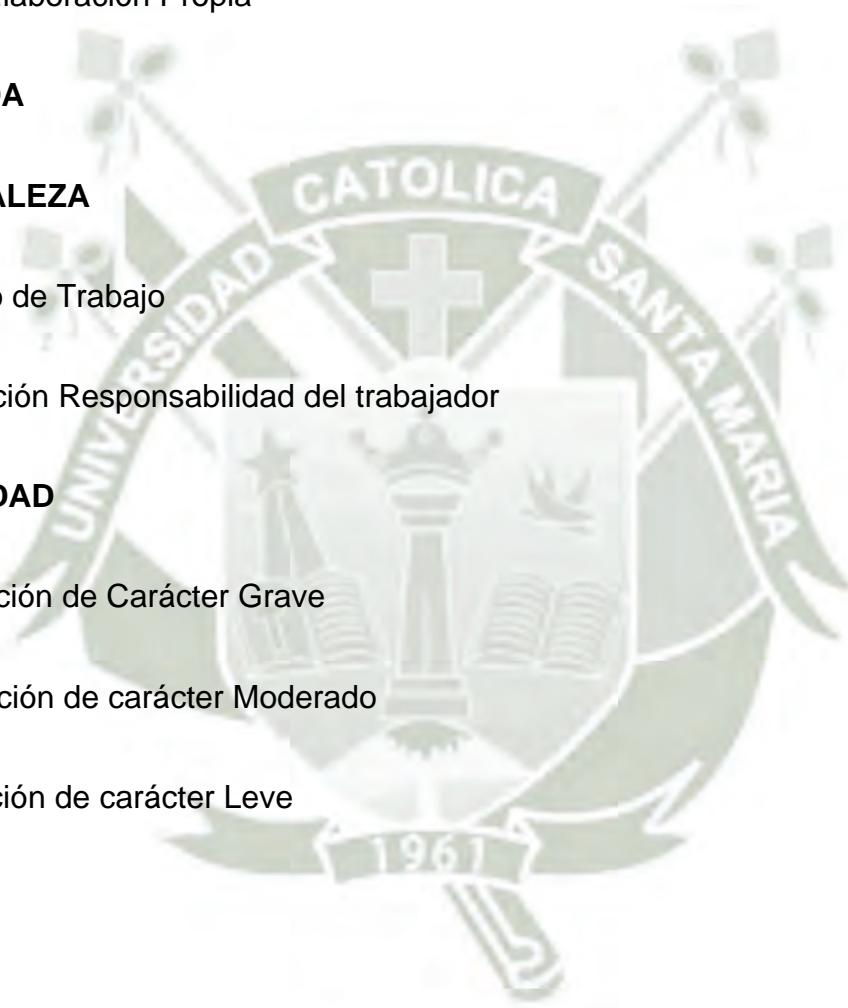 laboración Propia
DA
ALEZA
o de Trabajo
ción Responsabilidad del trabajador
DAD
ción de Carácter Grave
ción de carácter Moderado
ción de carácter Leve
UNIVERSIDAD CATOLICA SANTA MARIA
1961